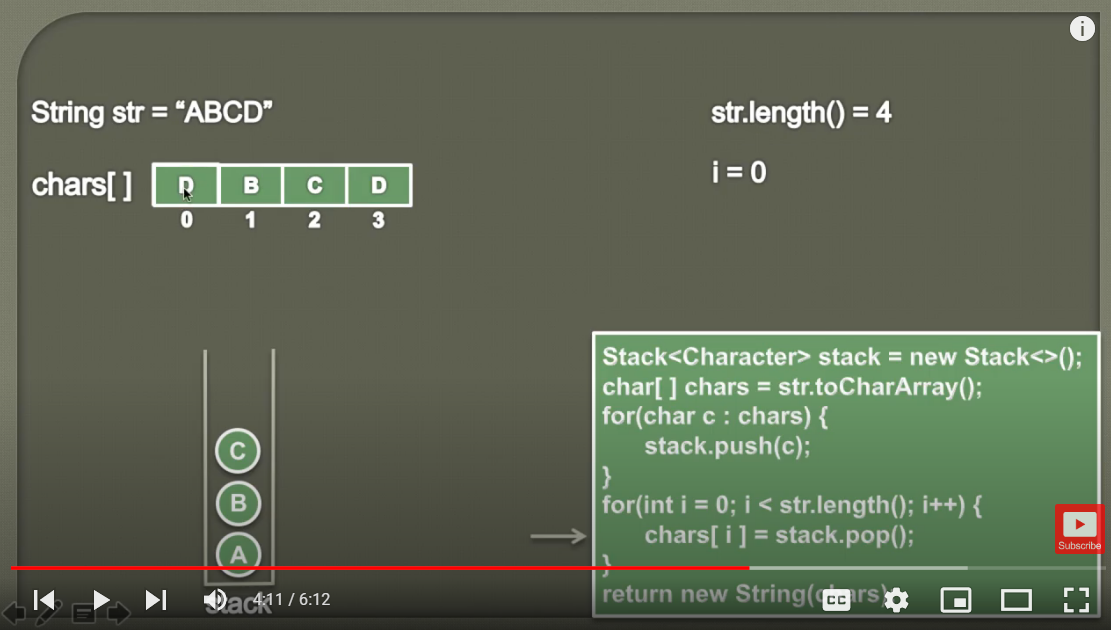 String str = “ABCD”
str.length() = 4
chars[ ] D B C D
i = 0
0 1 2 3
Stack<Character> stack = new Stack<>();
char[ ] chars = str.toCharArray();
for(char c : chars) {
stack.push(c);
}
for(int i = 0; i < str.length(); i++) {
chars[ i ] = stack.pop();
}
return new String(chars)
C
B
A
stack
Subscribe
4:11 / 6:12
CC
i